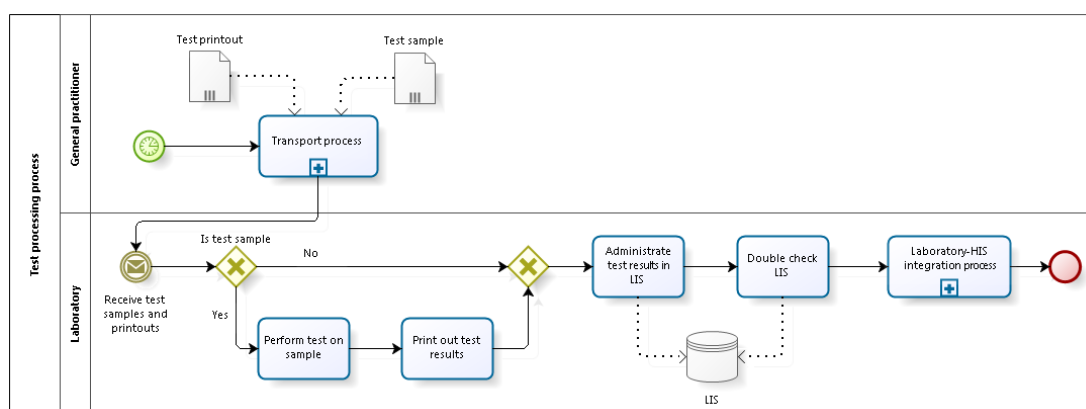 Test processing process
General practitioner
Test printout
Test sample
Transport process
Laboratory
Receive test
samples and
printouts
Is test sample
No
Yes
Perform test on
sample
Print out test
results
Administrate
test results in
LIS
Double check
LIS
LIS
Laboratory-HIS
integration process